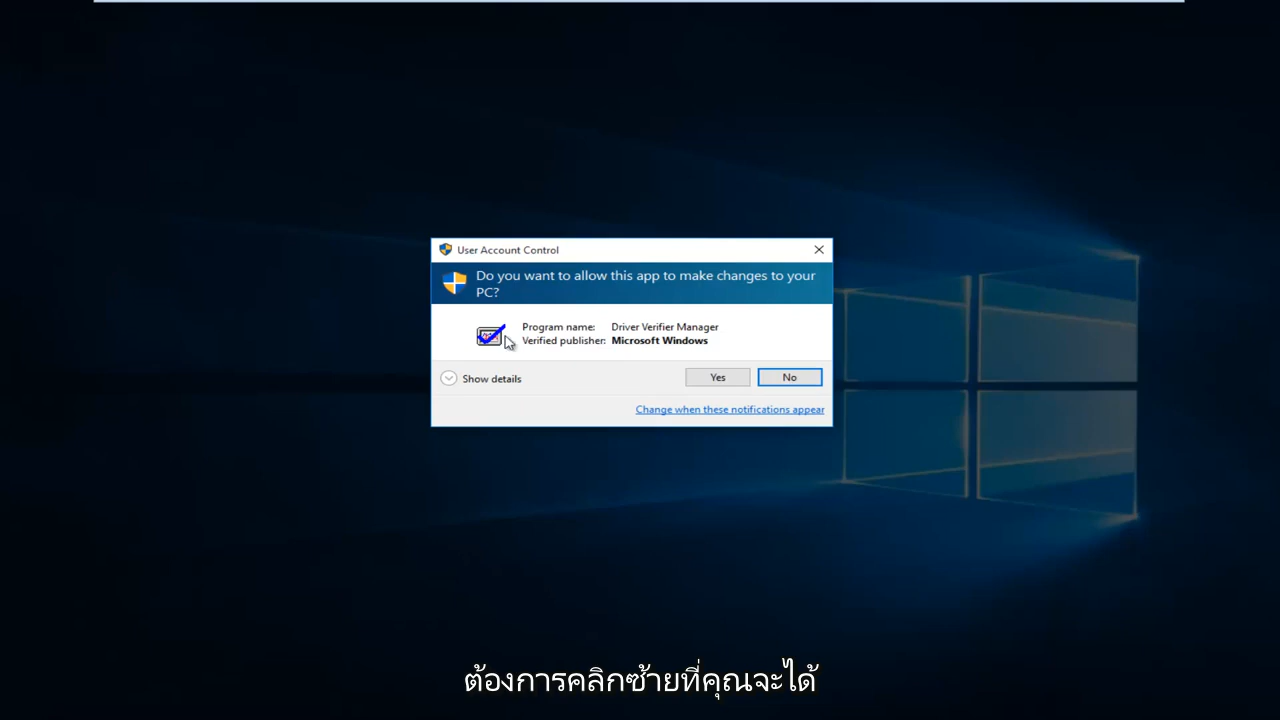 User Account Control
Do you want to allow this app to make changes to your
PC?
Program name: Driver Verifier Manager
Verified publisher: Microsoft Windows
Show details
Yes
No
Change when these notifications appear
ต้องการคลิกซ้ายที่คุณจะได้